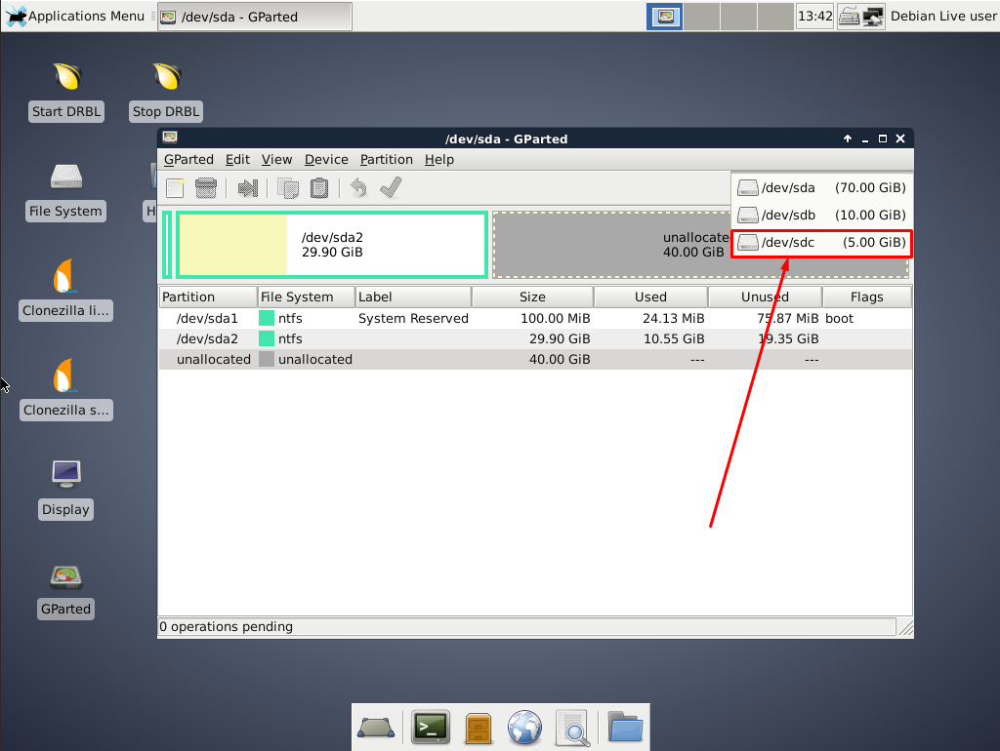 Applications Menu
/dev/sda - GParted
13:42
Debian Live user
Start DRBL
Stop DRBL
File System
H
Clonezilla li...
Clonezilla s...
Display
GParted
/dev/sda - GParted
GParted Edit View Device Partition Help
/dev/sda (70.00 GiB)
/dev/sdb (10.00 GiB)
/dev/sdc (5.00 GiB)
/dev/sda2
29.90 GiB
unallocate
40.00 GiB
Partition File System Label Size Used Unused Flags
/dev/sda1 ntfs System Reserved 100.00 MiB 24.13 MiB 75.87 MiB boot
/dev/sda2 ntfs 29.90 GiB 10.55 GiB 19.35 GiB
unallocated unallocated 40.00 GiB --- ---
0 operations pending